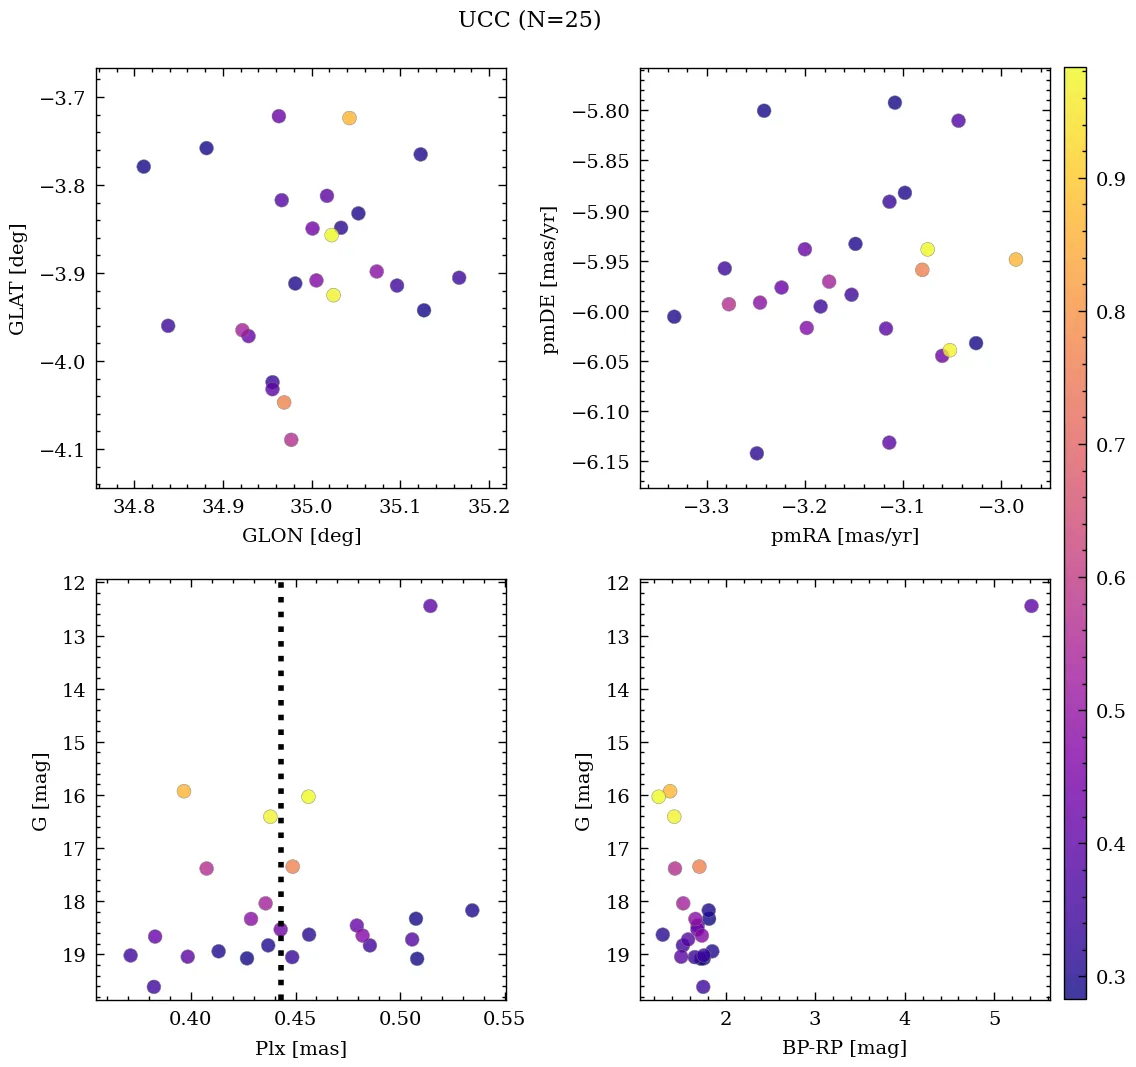 UCC (N=25)
−3.7
−3.8
−3.9
−4.0
−4.1
GLAT [deg]
34.8 34.9 35.0 35.1 35.2
GLON [deg]
−5.80
−5.85
−5.90
−5.95
−6.00
−6.05
−6.10
−6.15
pmDE [mas/yr]
−3.3 −3.2 −3.1 −3.0
pmRA [mas/yr]
12
13
14
15
16
17
18
19
G [mag]
0.40 0.45 0.50 0.55
Plx [mas]
12
13
14
15
16
17
18
19
G [mag]
2 3 4 5
BP-RP [mag]
0.9
0.8
0.7
0.6
0.5
0.4
0.3